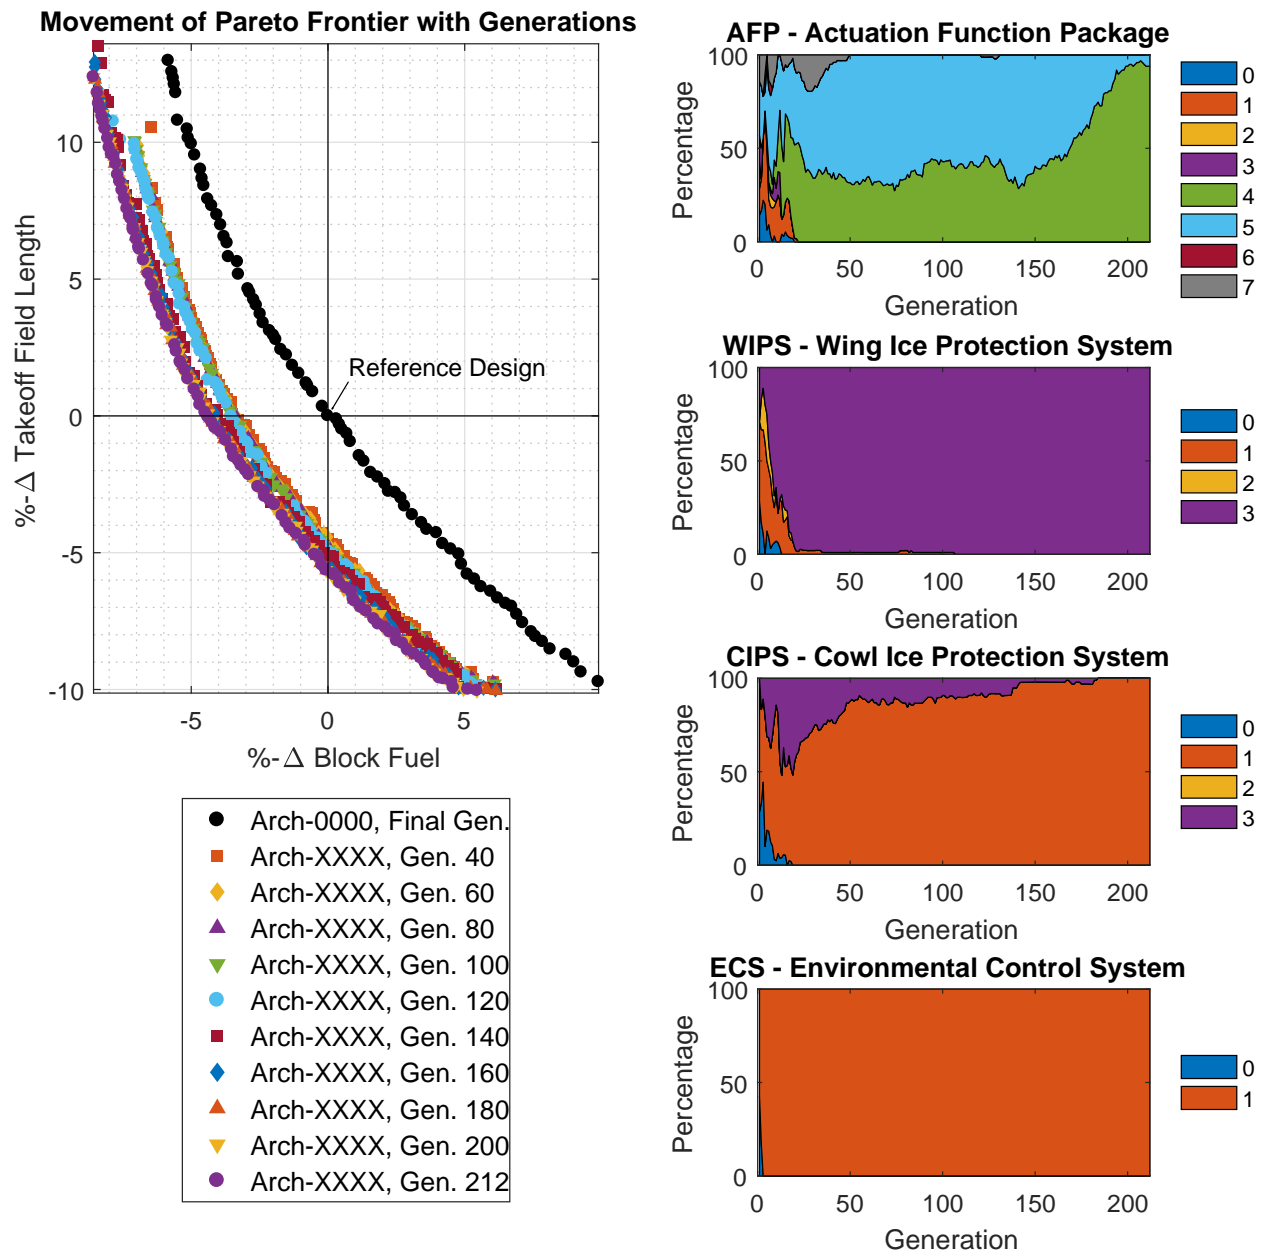 Movement of Pareto Frontier with Generations
10
5
0
-5
-10
-5
0
5
%-Δ Takeoff Field Length
%-Δ Block Fuel
Reference Design
Arch-0000, Final Gen.
Arch-XXXX, Gen. 40
Arch-XXXX, Gen. 60
Arch-XXXX, Gen. 80
Arch-XXXX, Gen. 100
Arch-XXXX, Gen. 120
Arch-XXXX, Gen. 140
Arch-XXXX, Gen. 160
Arch-XXXX, Gen. 180
Arch-XXXX, Gen. 200
Arch-XXXX, Gen. 212
AFP - Actuation Function Package
100
50
0
Percentage
0 50 100 150 200
Generation
0
1
2
3
4
5
6
7
WIPS - Wing Ice Protection System
100
50
0
Percentage
0 50 100 150 200
Generation
0
1
2
3
CIPS - Cowl Ice Protection System
100
50
0
Percentage
0 50 100 150 200
Generation
0
1
2
3
ECS - Environmental Control System
100
50
0
Percentage
0 50 100 150 200
Generation
0
1